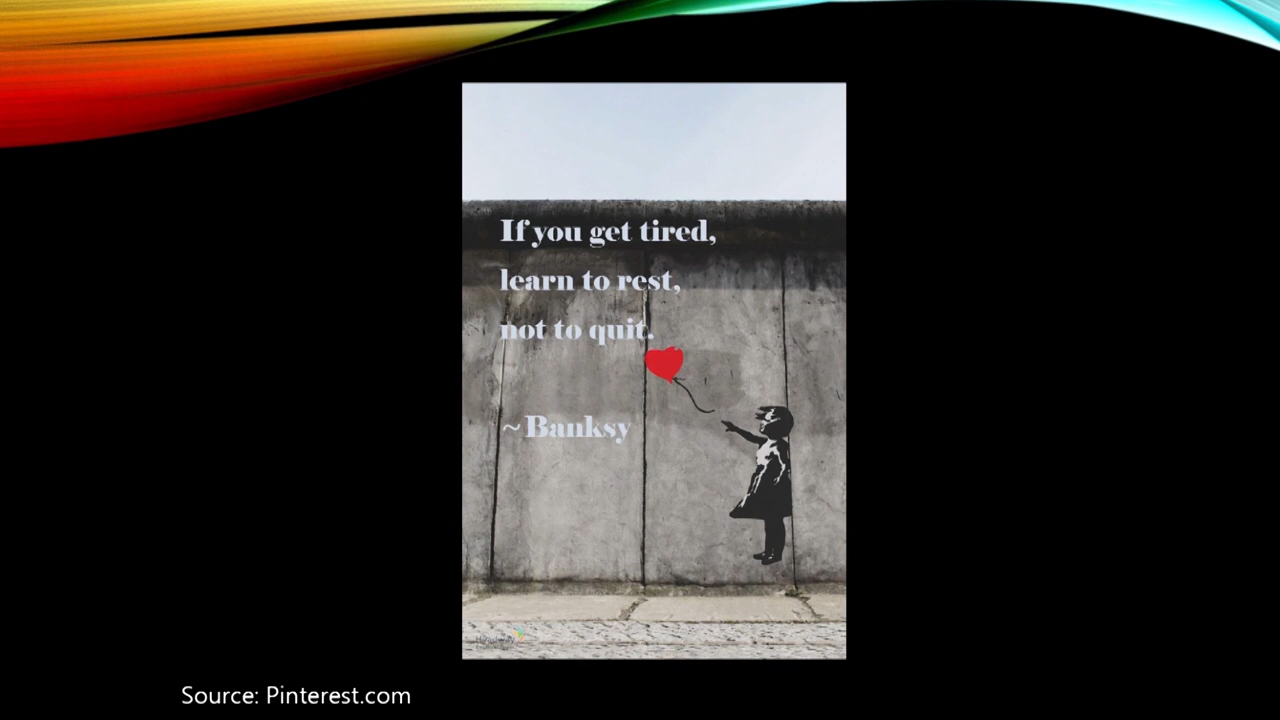 If you get tired,
learn to rest,
not to quit.
~Banksy
Source: Pinterest.com